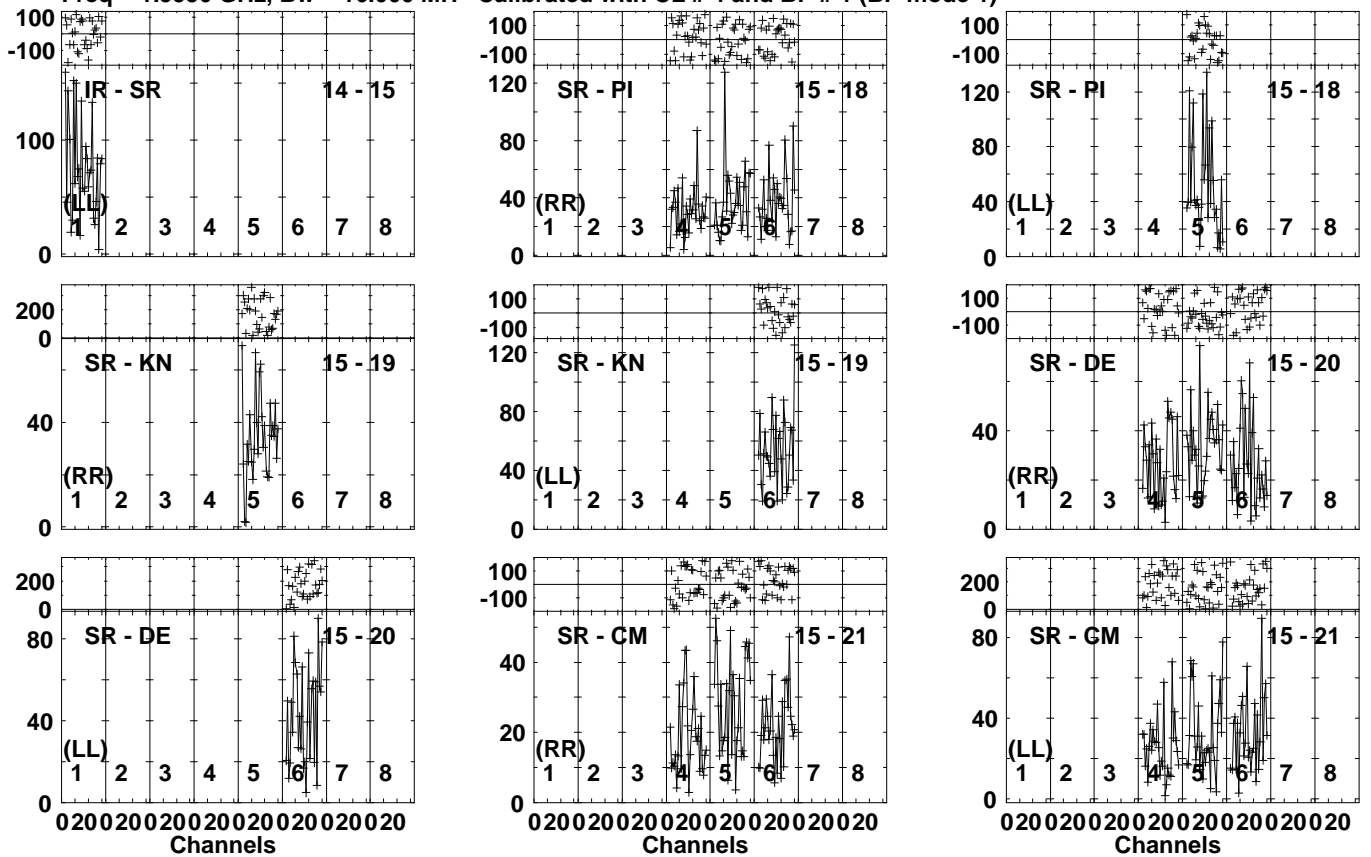 100
-100
IR - SR 14 - 15
100
(LL)
1 2 3 4 5 6 7 8
0
100
-100
SR - PI 15 - 18
120
80
40
(RR)
1 2 3 4 5 6 7 8
0
100
-100
SR - PI 15 - 18
120
80
40
(LL)
1 2 3 4 5 6 7 8
0
200
0
SR - KN 15 - 19
40
(RR)
1 2 3 4 5 6 7 8
0
100
-100
120
SR - KN 15 - 19
80
40
(LL)
1 2 3 4 5 6 7 8
0
100
-100
SR - DE 15 - 20
40
(RR)
1 2 3 4 5 6 7 8
0
200
0
80
SR - DE 15 - 20
40
(LL)
1 2 3 4 5 6 7 8
0
020020020020020020020020
Channels
100
-100
SR - CM 15 - 21
40
20
(RR)
1 2 3 4 5 6 7 8
0
020020020020020020020020
Channels
200
0
80
SR - CM 15 - 21
40
(LL)
1 2 3 4 5 6 7 8
0
020020020020020020020020
Channels